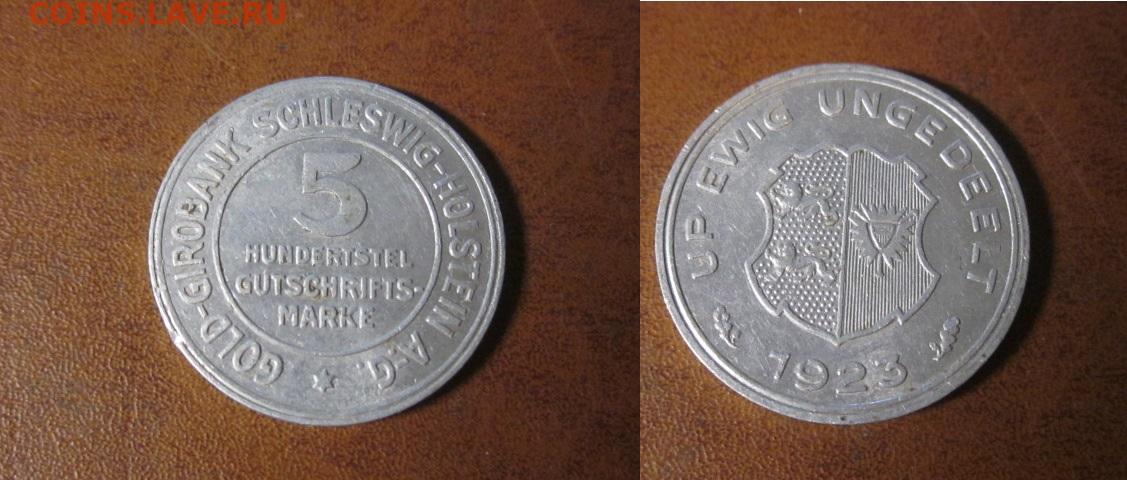 COINS.LAVE.RU
GOLD-GIROBANK SCHLESWIG-HOLSTEIN A.-G.
5
HUNDERTSTEL
GUTSCHRIFTS-
MARKE
UP EWIG UNGEDEELT
1923